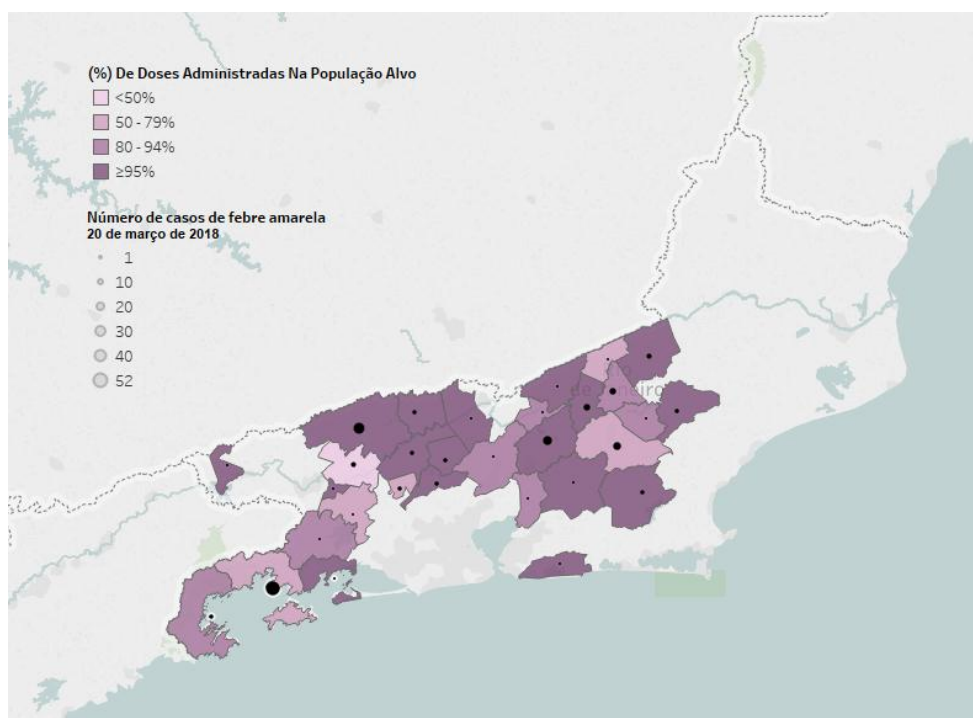 (%) De Doses Administradas Na População Alvo
<50%
50 - 79%
80 - 94%
≥95%
Número de casos de febre amarela
20 de março de 2018
1
10
20
30
40
52